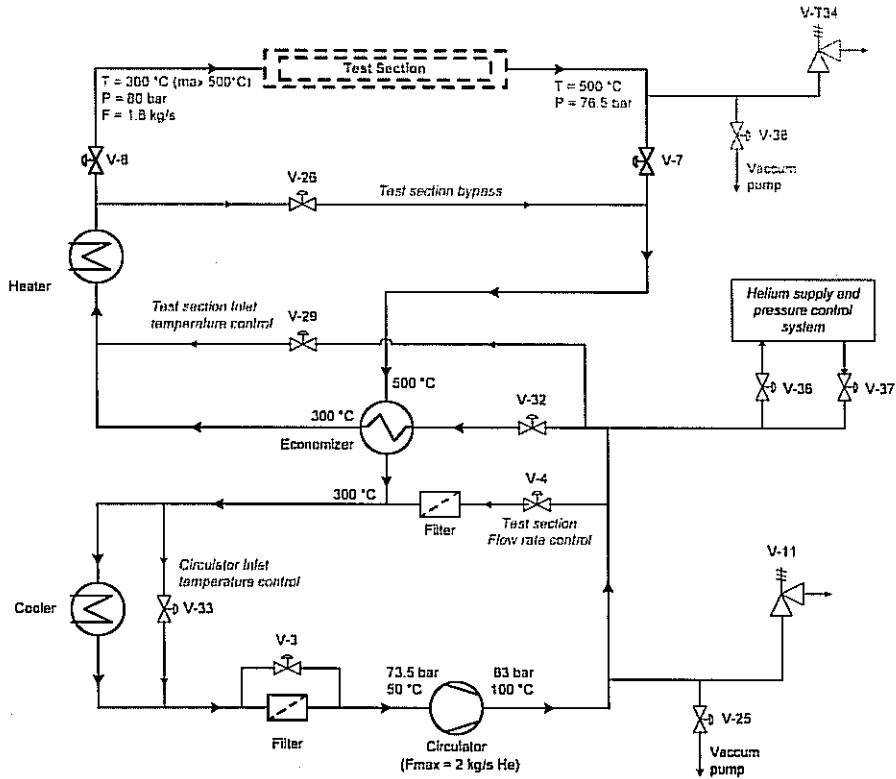 V-T34
Test Section
T = 300 °C (max 500°C)
P = 80 bar
F = 1.8 kg/s
T = 500 °C
P = 76.5 bar
V-38
Vaccum
pump
V-8
V-7
V-26
Test section bypass
Heater
Test section Inlet
temperature control
V-29
Helium supply and
pressure control
system
500 °C
V-36
V-37
V-32
300 °C
Economizer
V-4
300 °C
Filter
Test section
Flow rate control
V-11
Circulator Inlet
temperature control
Cooler
V-33
V-3
73.5 bar
50 °C
83 bar
100 °C
V-25
Filter
Circulator
(Fmax = 2 kg/s He)
Vaccum
pump